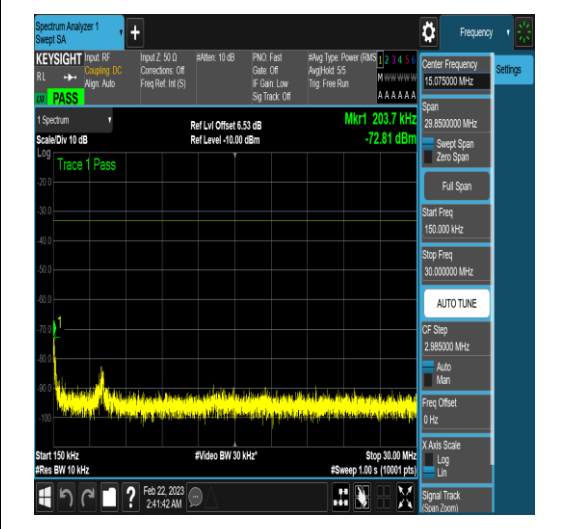 Spectrum Analyzer 1
Swept SA
+
Frequency
KEYSIGHT
RL
PASS
Input: RF
Coupling: DC
Align: Auto
Input Z: 50 Ω
Corrections: Off
Freq Ref: Int (S)
#Atten: 10 dB
PNO: Fast
Gate: Off
IF Gain: Low
Sig Track: Off
#Avg Type: Power (RMS
Avg|Hold: 5/5
Trig: Free Run
1 2 3 4 5 6
M W W W W W
A A A A A A
Center Frequency
15.075000 MHz
Settings
Span
29.8500000 MHz
Swept Span
Zero Span
Full Span
Start Freq
150.000 kHz
Stop Freq
30.000000 MHz
AUTO TUNE
CF Step
2.985000 MHz
Auto
Man
Freq Offset
0 Hz
X Axis Scale
Log
Lin
Signal Track
(Span Zoom)
1 Spectrum
Scale/Div 10 dB
Ref Lvl Offset 6.53 dB
Ref Level -10.00 dBm
Mkr1 203.7 kHz
-72.81 dBm
Log
Trace 1 Pass
-20.0
-30.0
-40.0
-50.0
-60.0
-70.0
-80.0
-90.0
-100
1
Start 150 kHz
#Res BW 10 kHz
#Video BW 30 kHz*
Stop 30.00 MHz
#Sweep 1.00 s (10001 pts)
?
Feb 22, 2023
2:41:42 AM